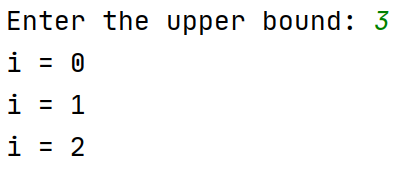 Enter the upper bound: 3
i = 0
i = 1
i = 2